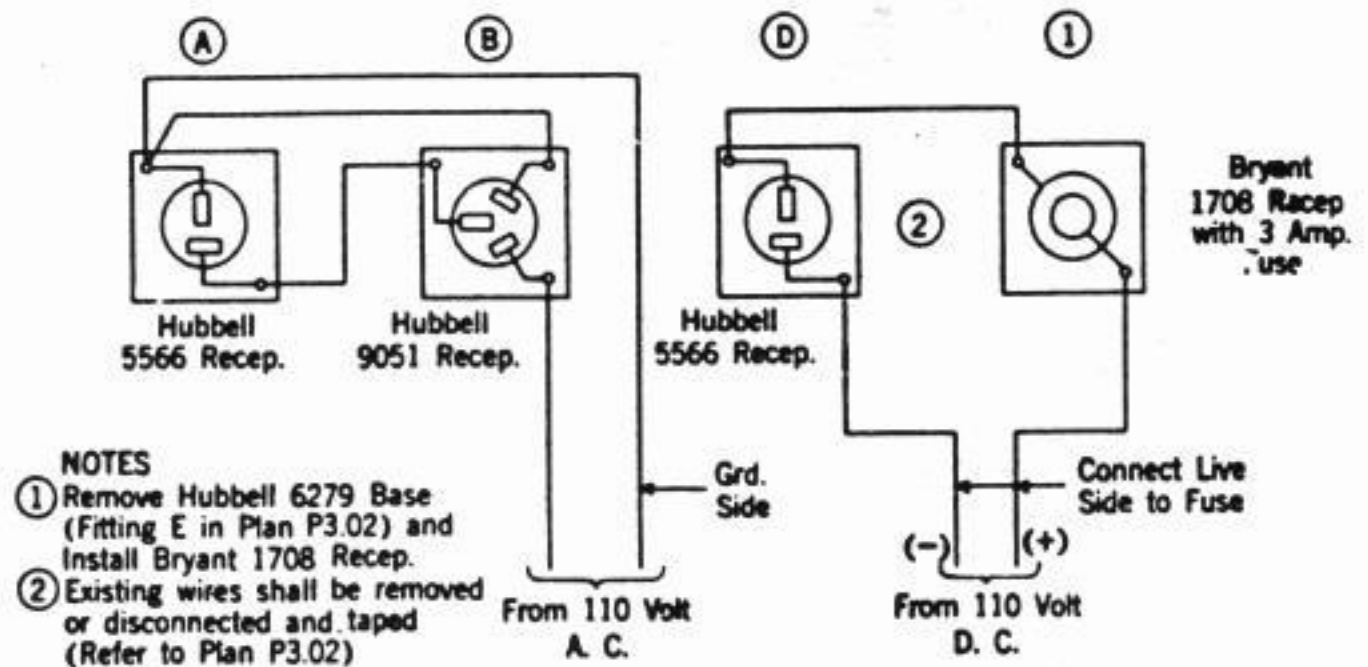 A B D 1
Hubbell
5566 Recep.
Hubbell
9051 Recep.
Hubbell
5566 Recep.
2
Bryant
1708 Racep
with 3 Amp.
NOTES
1 Remove Hubbell 6279 Base
(Fitting E in Plan P3.02) and
Install Bryant 1708 Recep.
2 Existing wires shall be removed
or disconnected and taped
(Refer to Plan P3.02)
Grd.
Side
From 110 Volt
A. C.
Connect Live
Side to Fuse
(-) (+)
From 110 Volt
D. C.